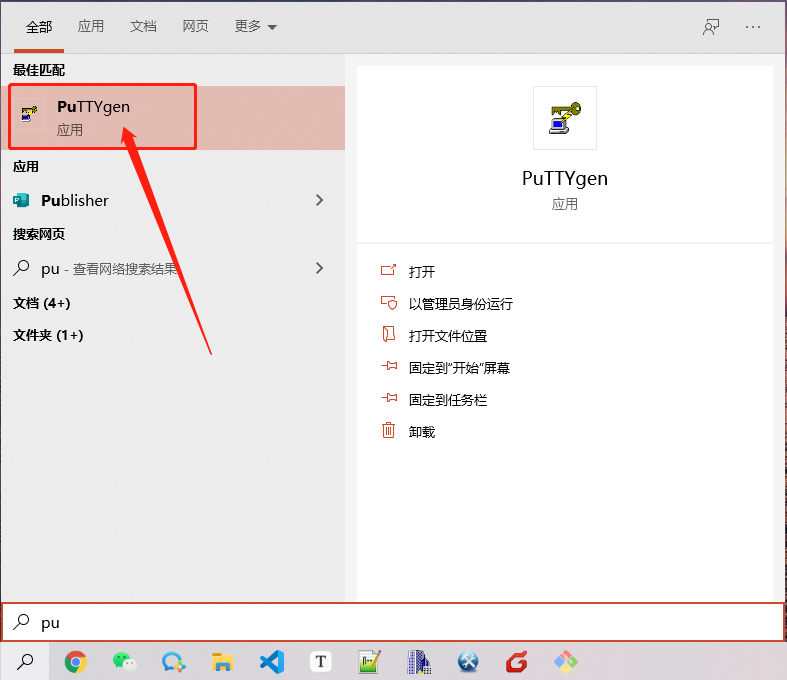 全部 应用 文档 网页 更多
最佳匹配
PuTTYgen
应用
应用
Publisher
搜索网页
pu - 查看网络搜索结果
文档 (4+)
文件夹 (1+)
PuTTYgen
应用
打开
以管理员身份运行
打开文件位置
固定到"开始"屏幕
固定到任务栏
卸载
pu
T